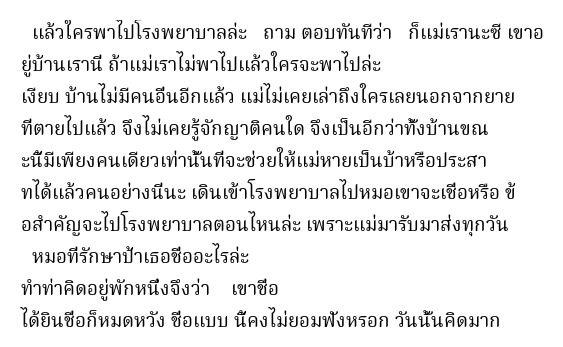 แล้วใครพาไปโรงพยาบาลล่ะ ถาม ตอบทันทีว่า ก็แม่เรานะซี เขาอ
ยู่บ้านเรานี ถ้าแม่เราไม่พาไปแล้วใครจะพาไปล่ะ
เงียบ บ้านไม่มีคนอื่นอีกแล้ว แม่ไม่เคยเล่าถึงใครเลยนอกจากยาย
ทีตายไปแล้ว จึงไม่เคยรู้จักญาติคนใด จึงเป็นอีกว่าทั้งบ้านขณ
ะนี้มีเพียงคนเดียวเท่านั้นทีจะช่วยให้แม่หายเป็นบ้าหรือประสา
ทได้แล้วคนอย่างนีนะ เดินเข้าโรงพยาบาลไปหมอเขาจะเชือหรือ ข้
อสำคัญจะไปโรงพยาบาลตอนไหนล่ะ เพราะแม่มารับมาส่งทุกวัน
หมอทีรักษาป้าเธอชืออะไรล่ะ
ทำท่าคิดอยู่พักหนึ่งจึงว่า เขาชือ
ได้ยินชือก็หมดหวัง ชือแบบ นี้คงไม่ยอมฟังหรอก วันนั้นคิดมาก